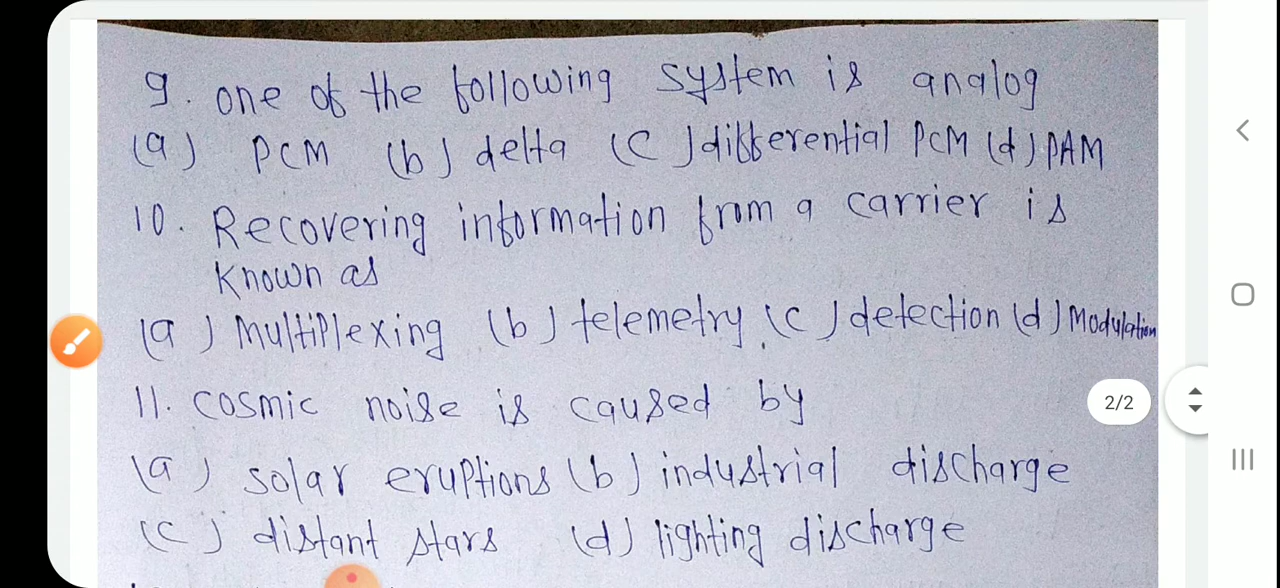 9. one of the following system is analog
(a) PCM (b) delta (c) differential PCM (d) PAM
10. Recovering information from a carrier is
known as
(a) multiplexing (b) telemetry (c) detection (d) Modulation
11. cosmic noise is caused by
2/2
(a) solar eruptions (b) industrial discharge
(c) distant stars (d) lighting discharge